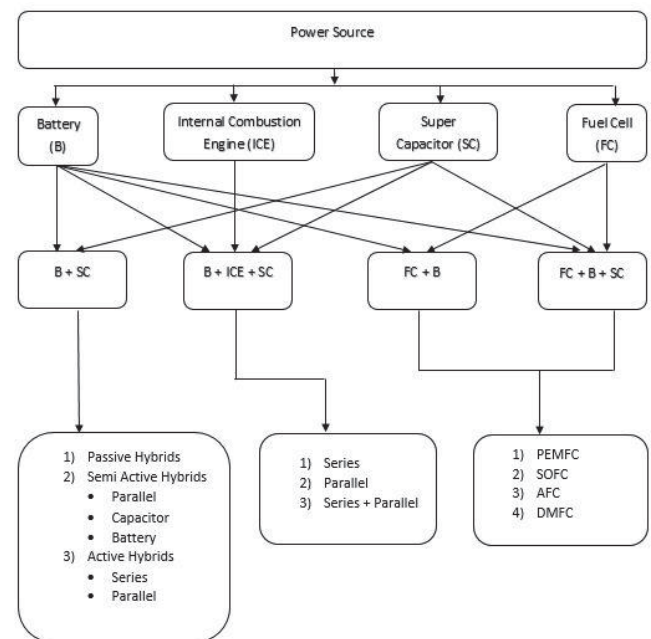 Power Source
Battery
(B)
Internal Combustion
Engine (ICE)
Super
Capacitor (SC)
Fuel Cell
(FC)
B + SC
B + ICE + SC
FC + B
FC + B + SC
1) Passive Hybrids
2) Semi Active Hybrids
• Parallel
• Capacitor
• Battery
3) Active Hybrids
• Series
• Parallel
1) Series
2) Parallel
3) Series + Parallel
1) PEMFC
2) SOFC
3) AFC
4) DMFC